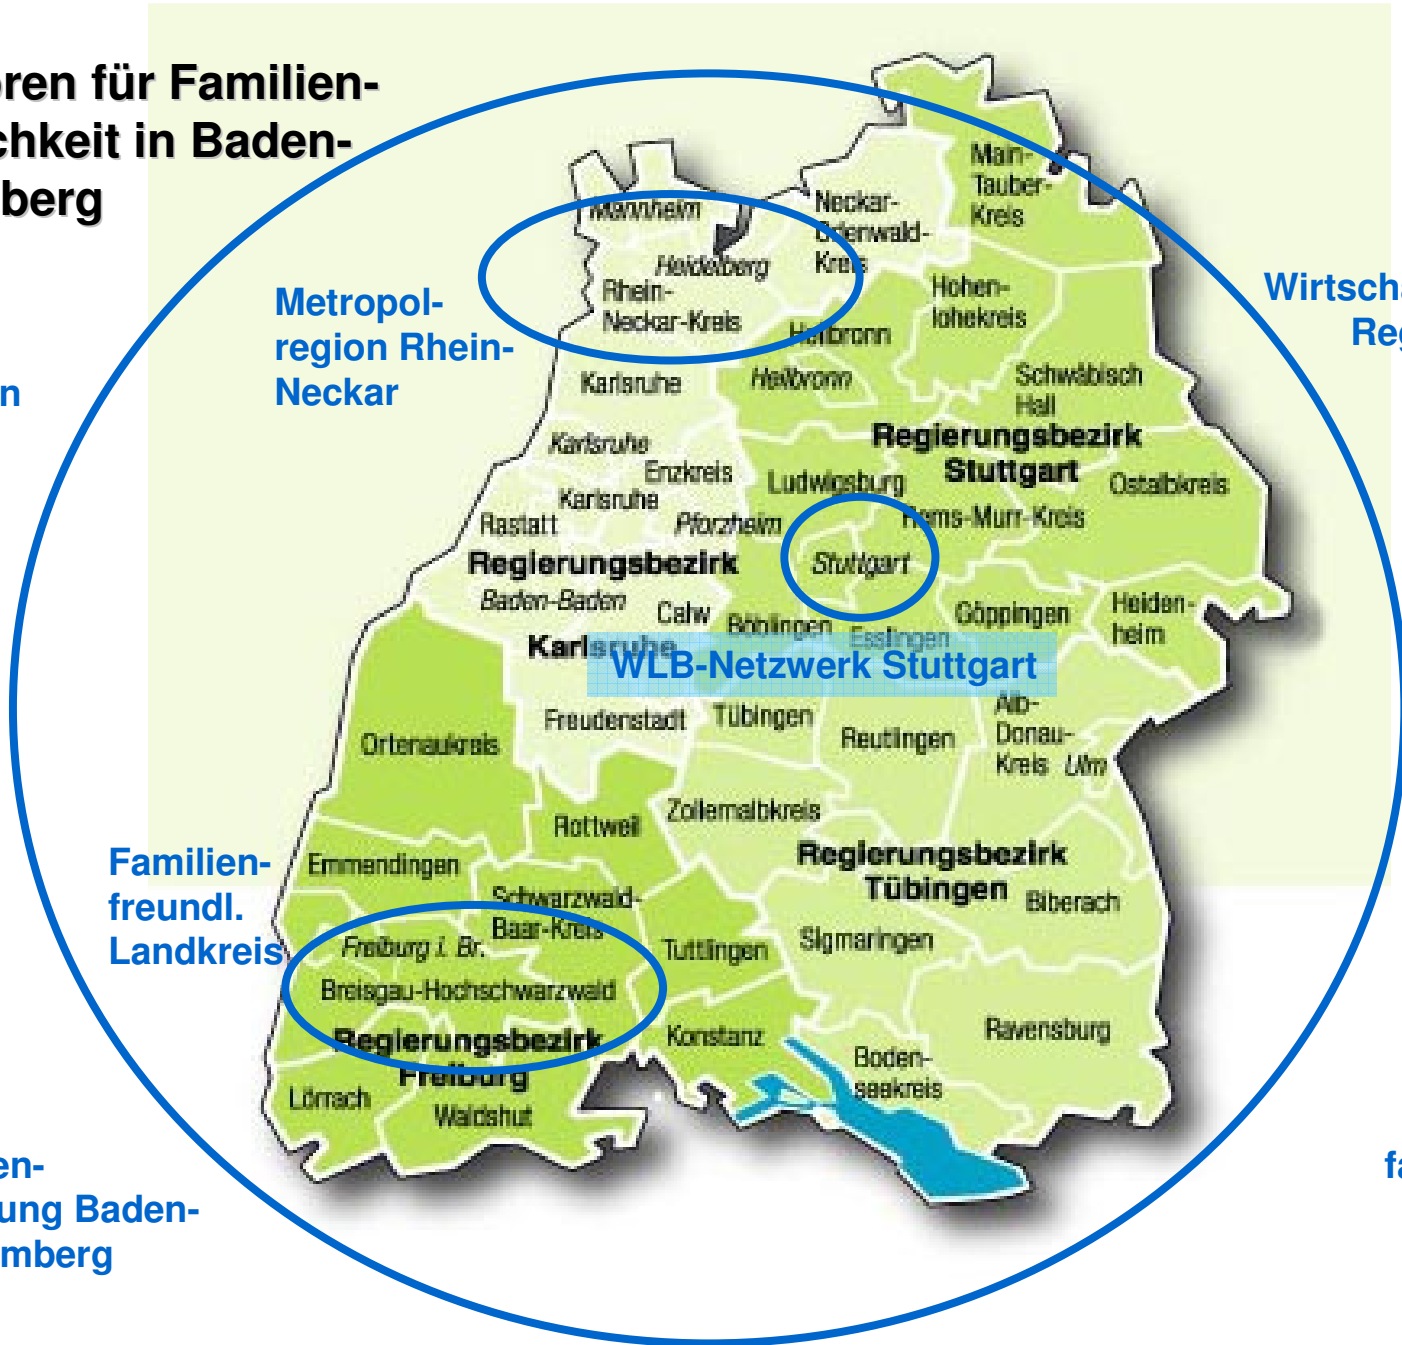 oren für Familien-
chkeit in Baden-
berg
Metropol-
region Rhein-
Neckar
n
Wirtscha
Reg
Familien-
freundl.
Landkreis
en-
ung Baden-
mberg
fa
WLB-Netzwerk Stuttgart
Main-
Tauber-
Kreis
Mannheim
Neckar-
Odenwald-
Kreis
Heidelberg
Rhein-
Neckar-Kreis
Hohen-
lohekreis
Heilbronn
Heilbronn
Karlsruhe
Schwäbisch
Hall
Regierungsbezirk
Stuttgart
Karlsruhe
Enzkreis
Ludwigsburg
Ostalbkreis
Karlsruhe
Rastatt
Pforzheim
Rems-Murr-Kreis
Regierungsbezirk
Karlsruhe
Stuttgart
Baden-Baden
Calw
Böblingen
Esslingen
Göppingen
Heiden-
heim
Freudenstadt
Tübingen
Reutlingen
Alb-
Donau-
Kreis
Ulm
Ortenaukreis
Rottweil
Zollernalbkreis
Regierungsbezirk
Tübingen
Biberach
Emmendingen
Schwarzwald-
Baar-Kreis
Freiburg i. Br.
Tuttlingen
Sigmaringen
Breisgau-Hochschwarzwald
Regierungsbezirk
Freiburg
Konstanz
Ravensburg
Boden-
seekreis
Lörrach
Waldshut